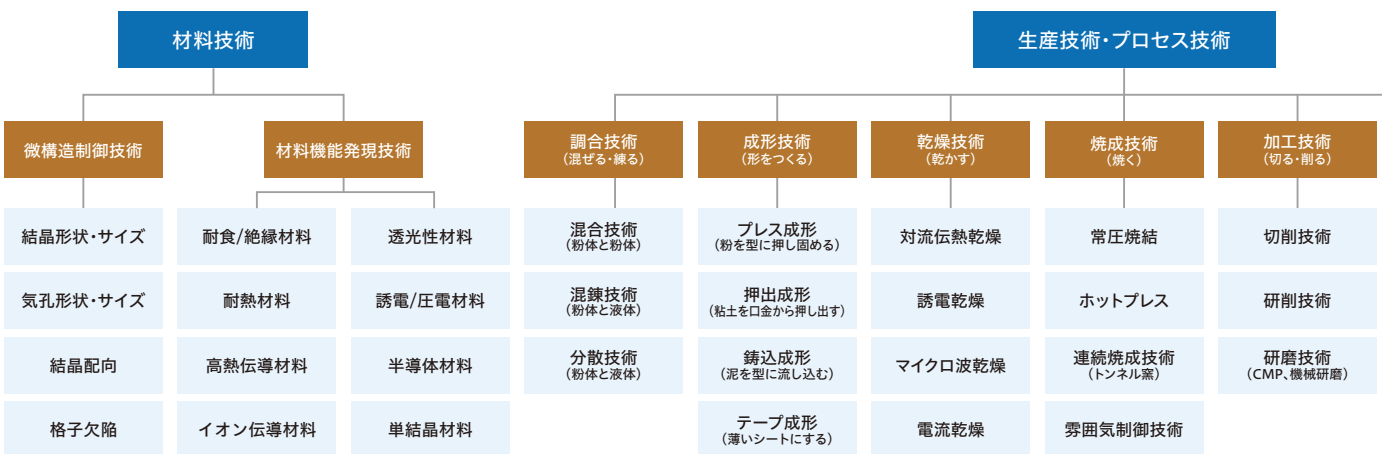 材料技術
生産技術・プロセス技術
微構造制御技術
材料機能発現技術
調合技術
（混ぜる・練る）
成形技術
（形をつくる）
乾燥技術
（乾かす）
焼成技術
（焼く）
加工技術
（切る・削る）
結晶形状・サイズ
気孔形状・サイズ
結晶配向
格子欠陥
耐食/絶縁材料
耐熱材料
高熱伝導材料
イオン伝導材料
透光性材料
誘電/圧電材料
半導体材料
単結晶材料
混合技術
（粉体と粉体）
混錬技術
（粉体と液体）
分散技術
（粉体と液体）
プレス成形
（粉を型に押し固める）
押出成形
（粘土を口金から押し出す）
鋳込成形
（泥を型に流し込む）
テープ成形
（薄いシートにする）
対流伝熱乾燥
誘電乾燥
マイクロ波乾燥
電流乾燥
常圧焼結
ホットプレス
連続焼成技術
（トンネル窯）
雰囲気制御技術
切削技術
研削技術
研磨技術
（CMP、機械研磨）